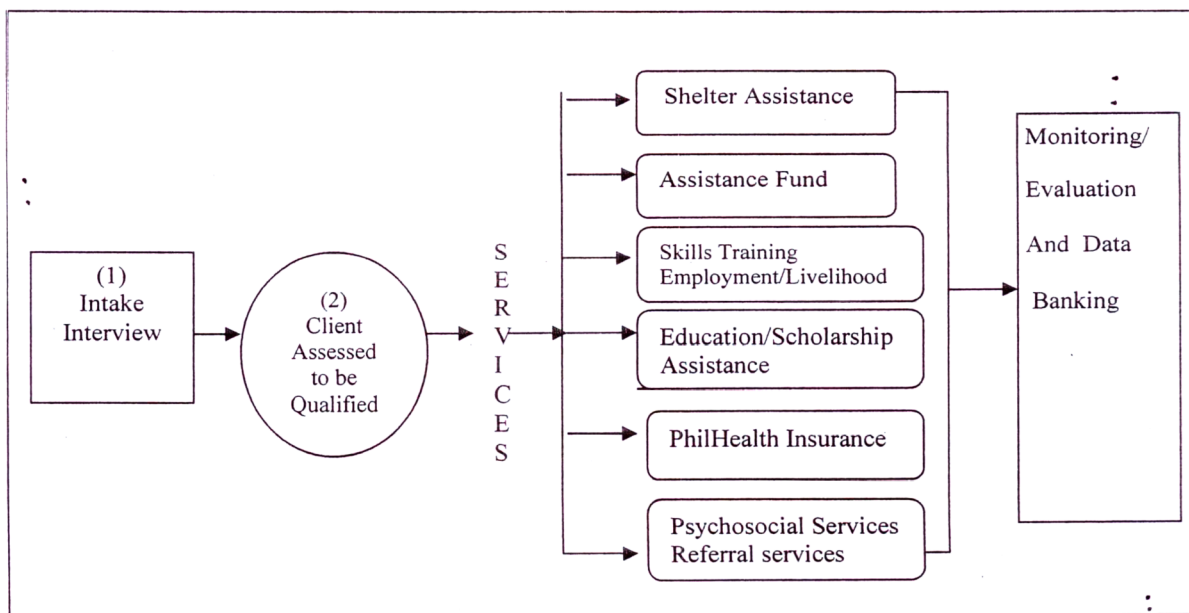 (1)
Intake
Interview
(2)
Client
Assessed
to be
Qualified
S
E
R
V
I
C
E
S
Shelter Assistance
Assistance Fund
Skills Training
Employment/Livelihood
Education/Scholarship
Assistance
PhilHealth Insurance
Psychosocial Services
Referral services
Monitoring/
Evaluation
And Data
Banking